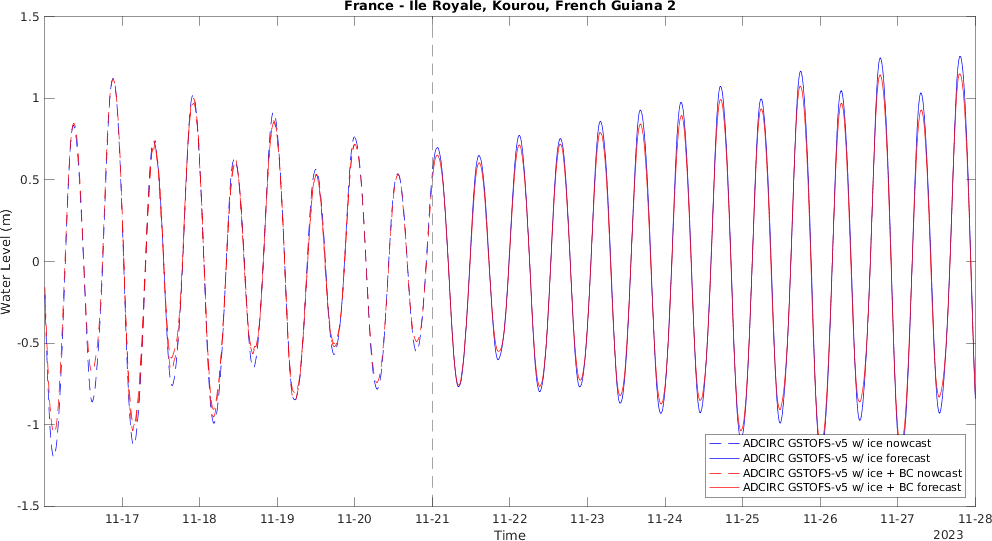 France - Ile Royale, Kourou, French Guiana 2
1.5
1
0.5
0
-0.5
-1
-1.5
Water Level (m)
11-17 11-18 11-19 11-20 11-21 11-22 11-23 11-24 11-25 11-26 11-27 11-28
Time
2023
ADCIRC GSTOFS-v5 w/ ice nowcast
ADCIRC GSTOFS-v5 w/ ice forecast
ADCIRC GSTOFS-v5 w/ ice + BC nowcast
ADCIRC GSTOFS-v5 w/ ice + BC forecast